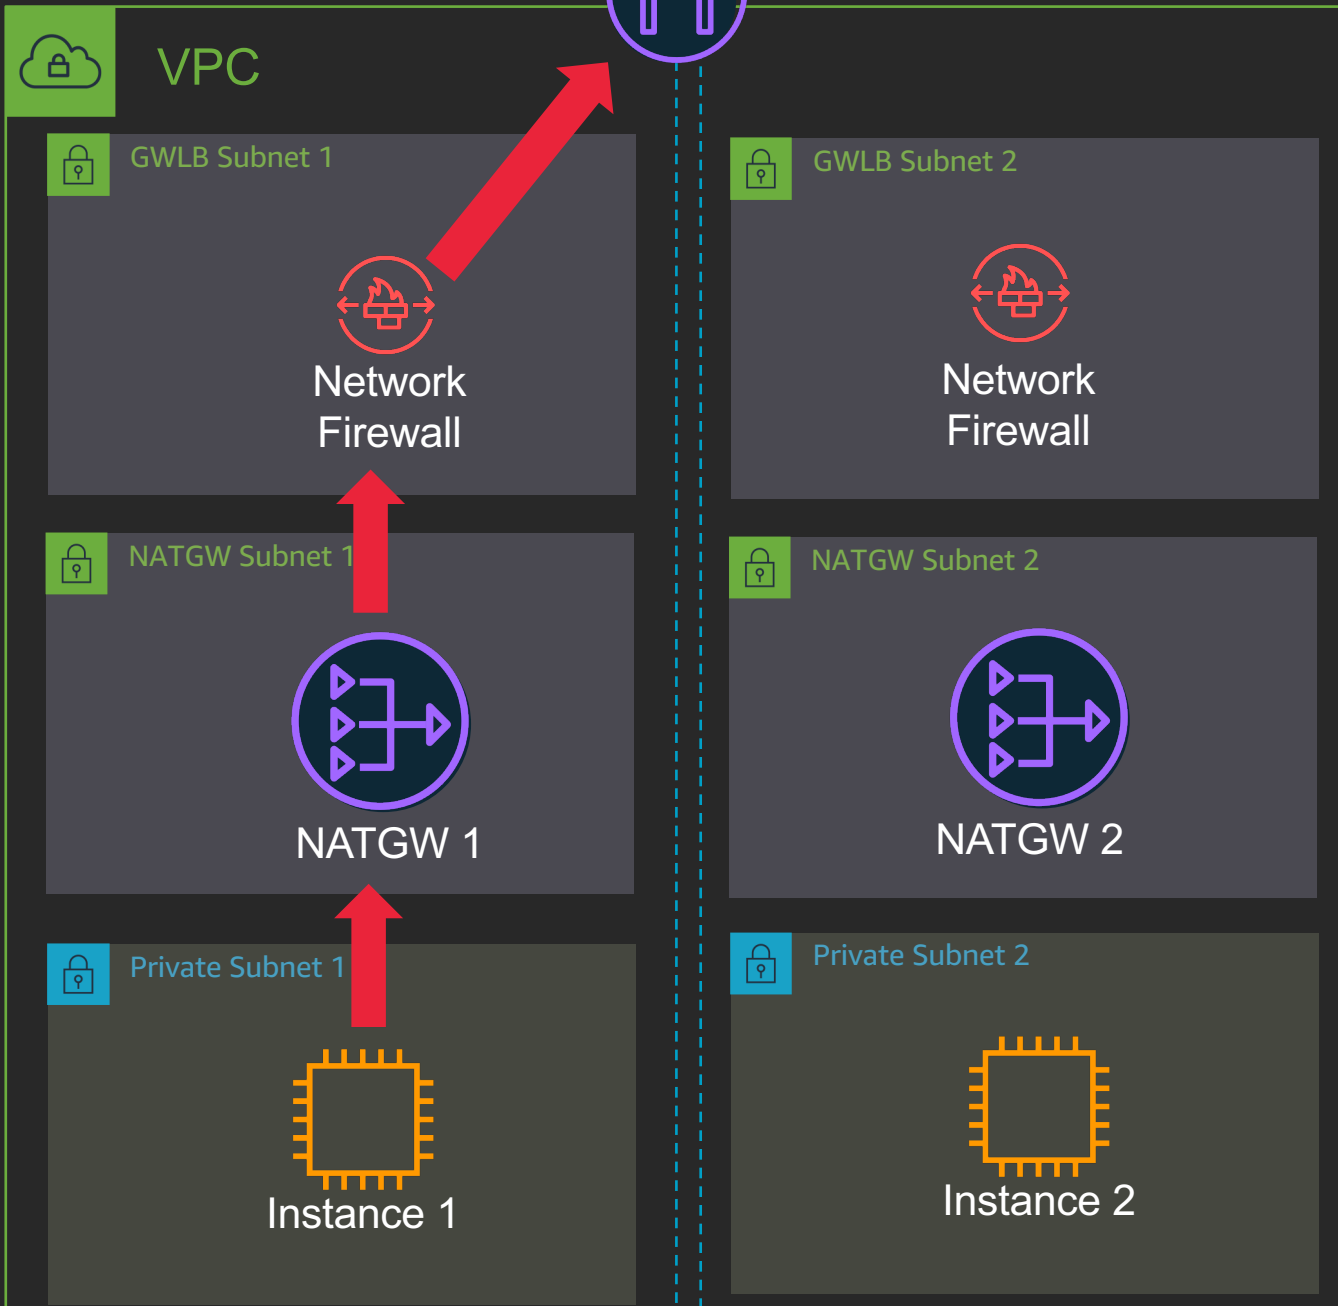 VPC
GWLB Subnet 1
Network
Firewall
NATGW Subnet 1
NATGW 1
Private Subnet 1
Instance 1
GWLB Subnet 2
Network
Firewall
NATGW Subnet 2
NATGW 2
Private Subnet 2
Instance 2